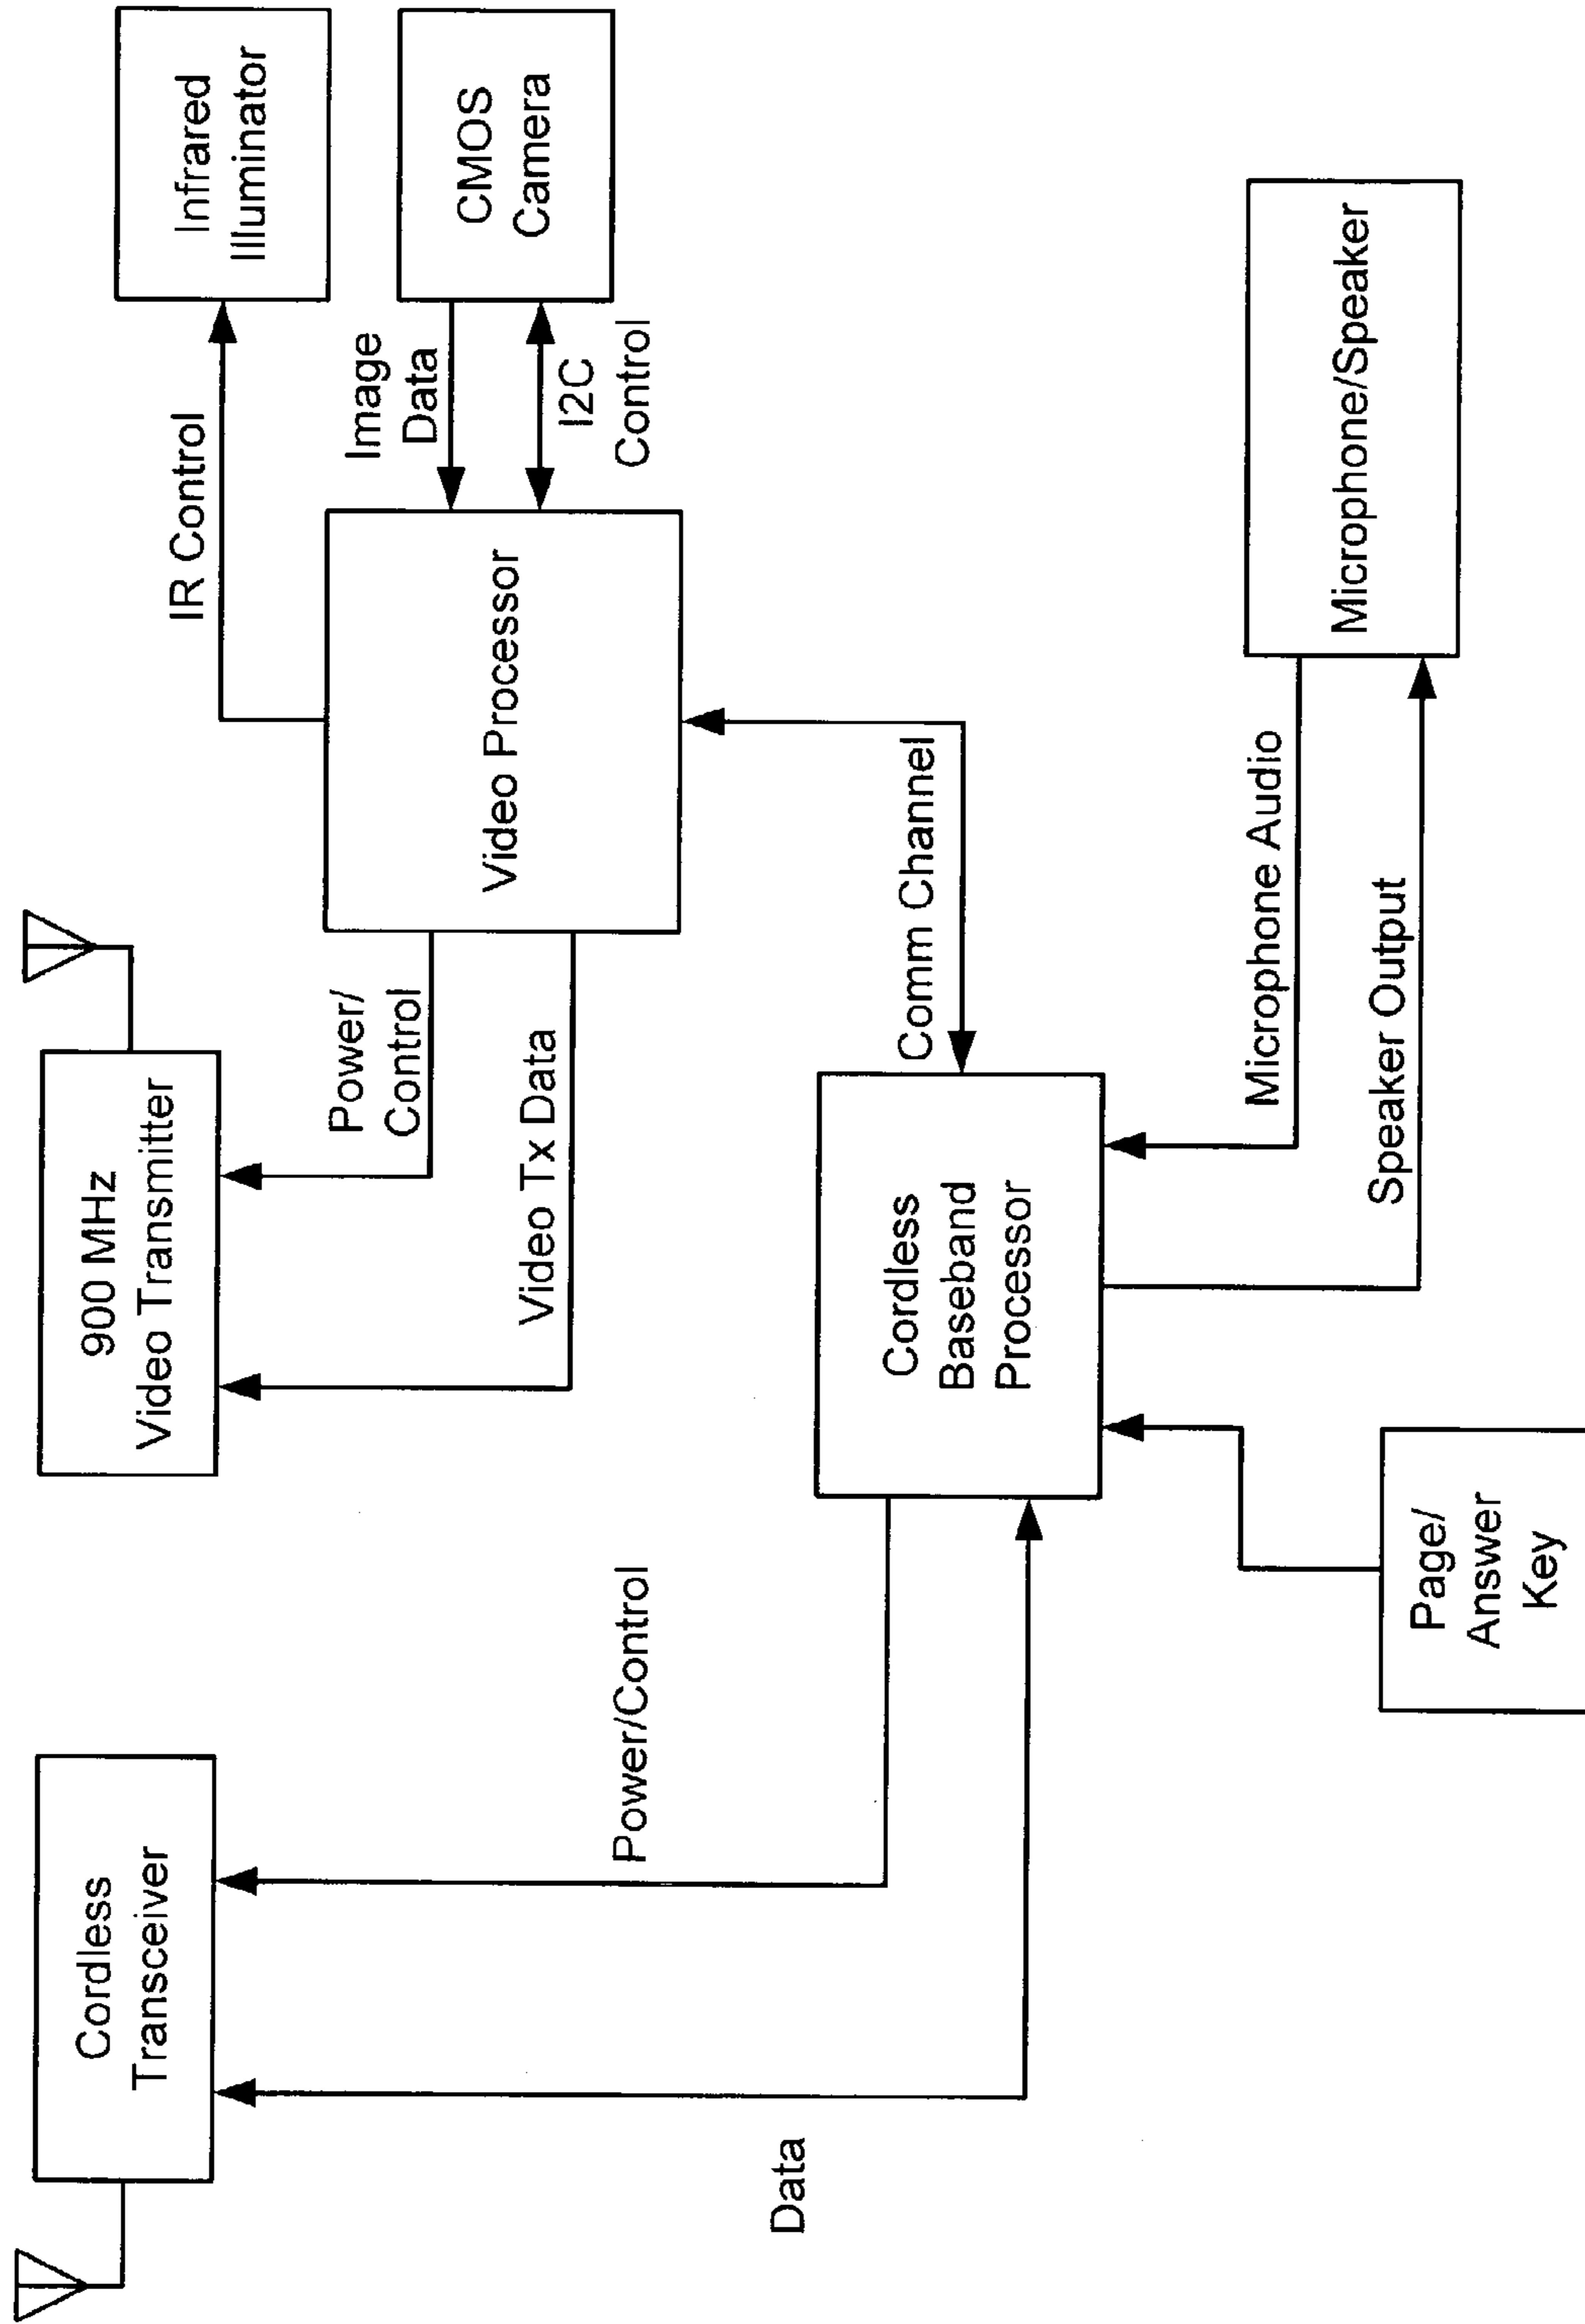 Cordless
Transceiver
900 MHz
Video Transmitter
Infrared
Illuminator
IR Control
Power/
Control
Image
Data
CMOS
Camera
Video Processor
Video Tx Data
I2C
Control
Power/Control
Data
Comm Channel
Cordless
Baseband
Processor
Microphone Audio
Speaker Output
Microphone/Speaker
Page/
Answer
Key